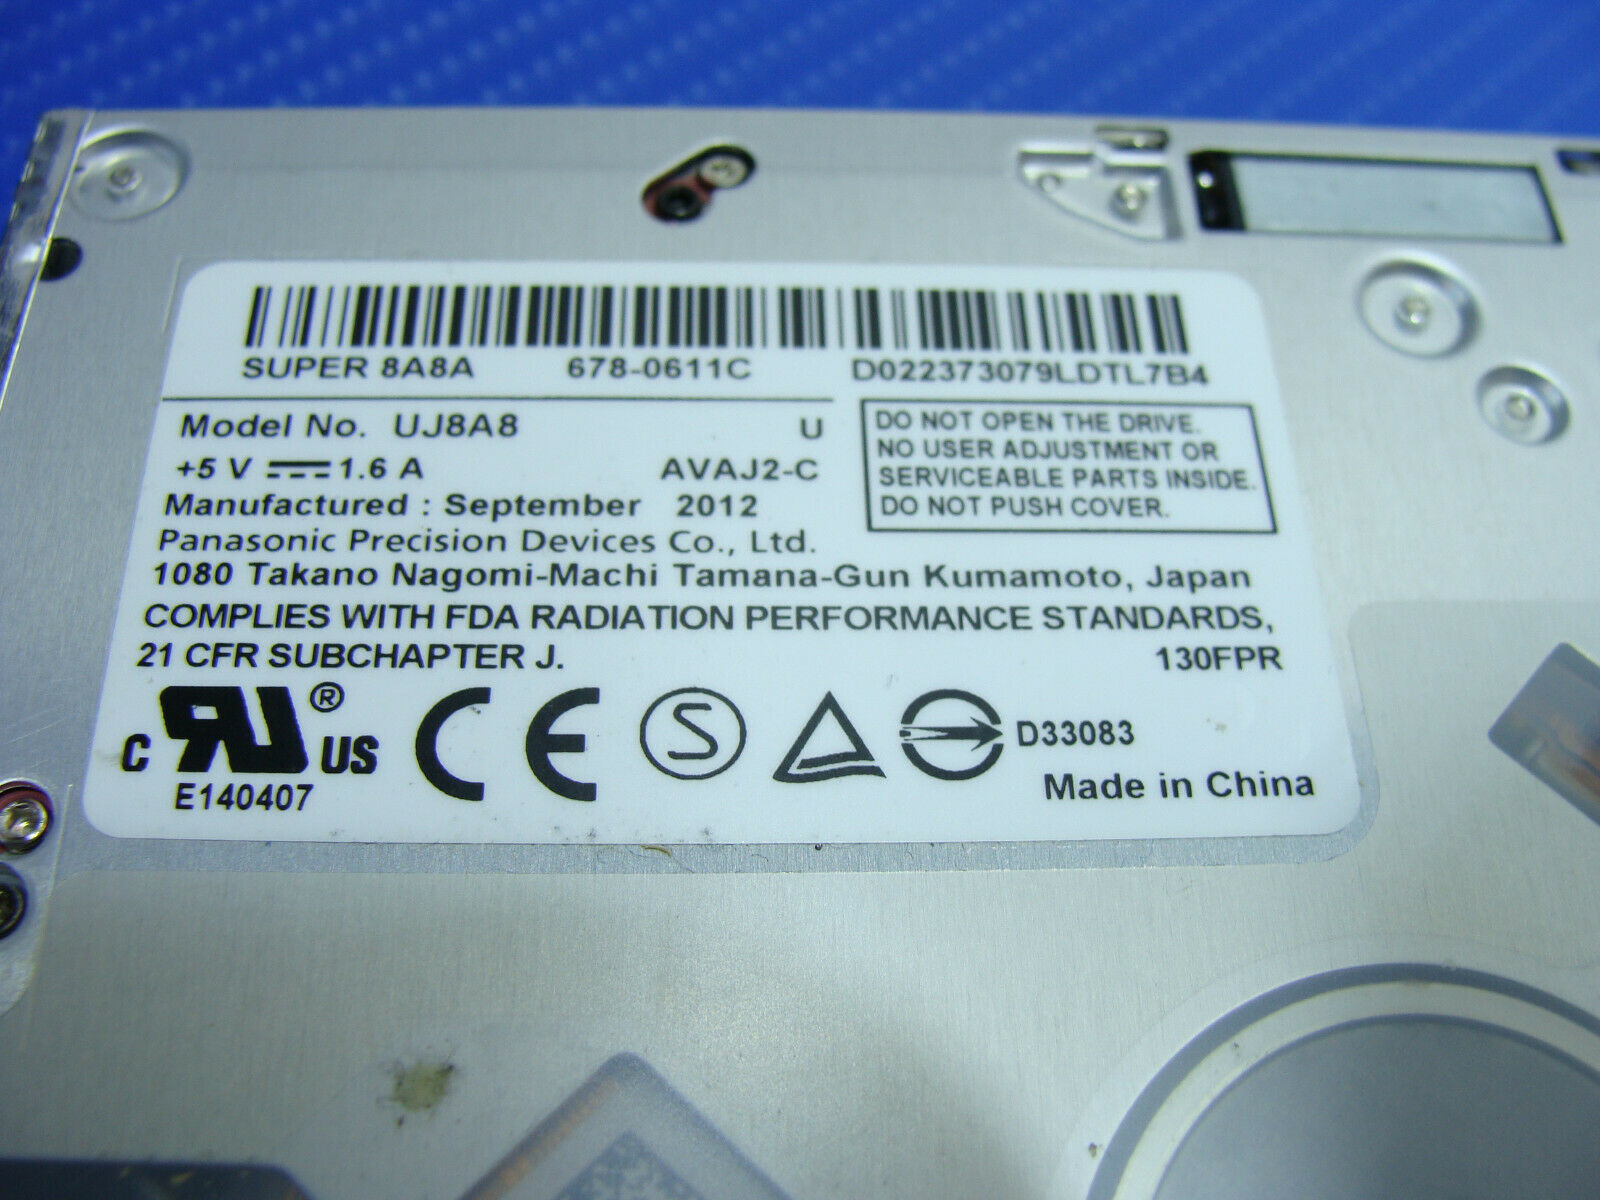 SUPER 8A8A 678-0611C D022373079LDTL7B4
Model No. UJ8A8 U
+5 V 1.6 A AVAJ2-C
Manufactured : September 2012
Panasonic Precision Devices Co., Ltd.
DO NOT OPEN THE DRIVE.
NO USER ADJUSTMENT OR
SERVICEABLE PARTS INSIDE.
DO NOT PUSH COVER.
1080 Takano Nagomi-Machi Tamana-Gun Kumamoto, Japan
COMPLIES WITH FDA RADIATION PERFORMANCE STANDARDS,
21 CFR SUBCHAPTER J. 130FPR
C RU ® US CE S D33083
E140407 Made in China